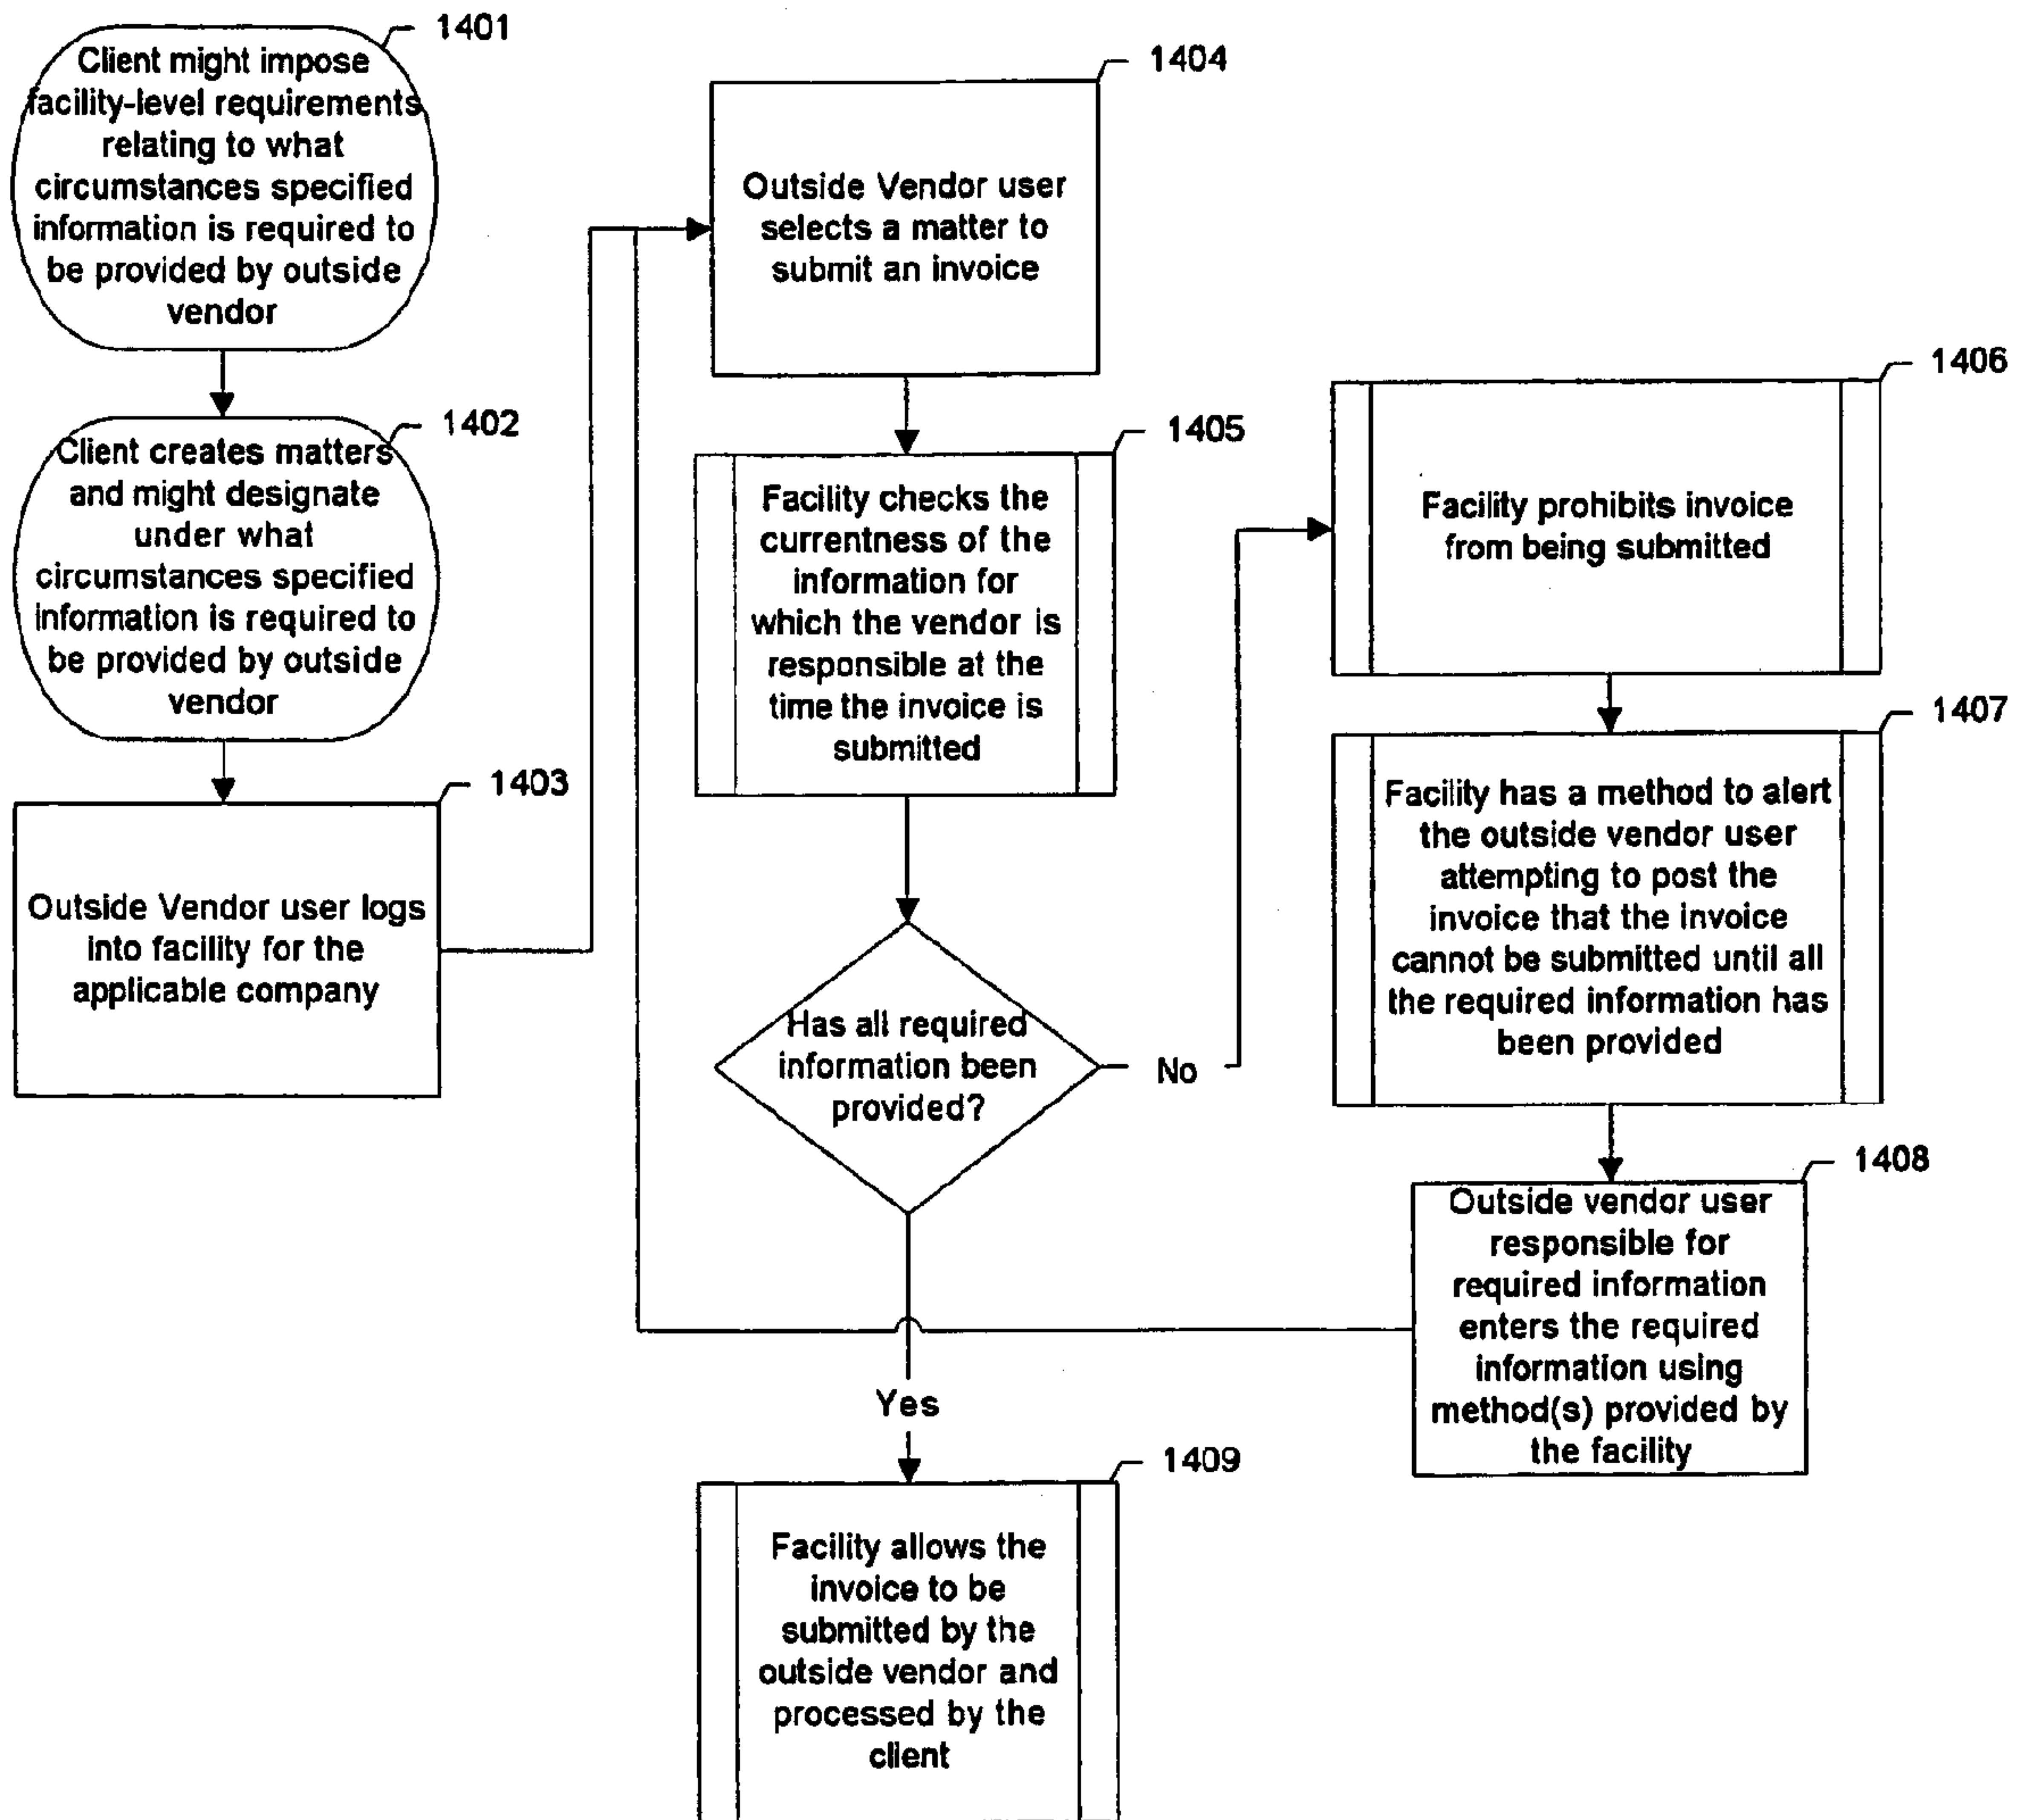 1401
Client might impose
facility-level requirements
relating to what
circumstances specified
information is required to
be provided by outside
vendor
1402
Client creates matters
and might designate
under what
circumstances specified
information is required to
be provided by outside
vendor
1403
Outside Vendor user logs
into facility for the
applicable company
1404
Outside Vendor user
selects a matter to
submit an invoice
1405
Facility checks the
currentness of the
information for
which the vendor is
responsible at the
time the invoice is
submitted
Has all required
information been
provided?
No
1406
Facility prohibits invoice
from being submitted
1407
Facility has a method to alert
the outside vendor user
attempting to post the
invoice that the invoice
cannot be submitted until all
the required information has
been provided
1408
Outside vendor user
responsible for
required information
enters the required
information using
method(s) provided by
the facility
Yes
1409
Facility allows the
invoice to be
submitted by the
outside vendor and
processed by the
client